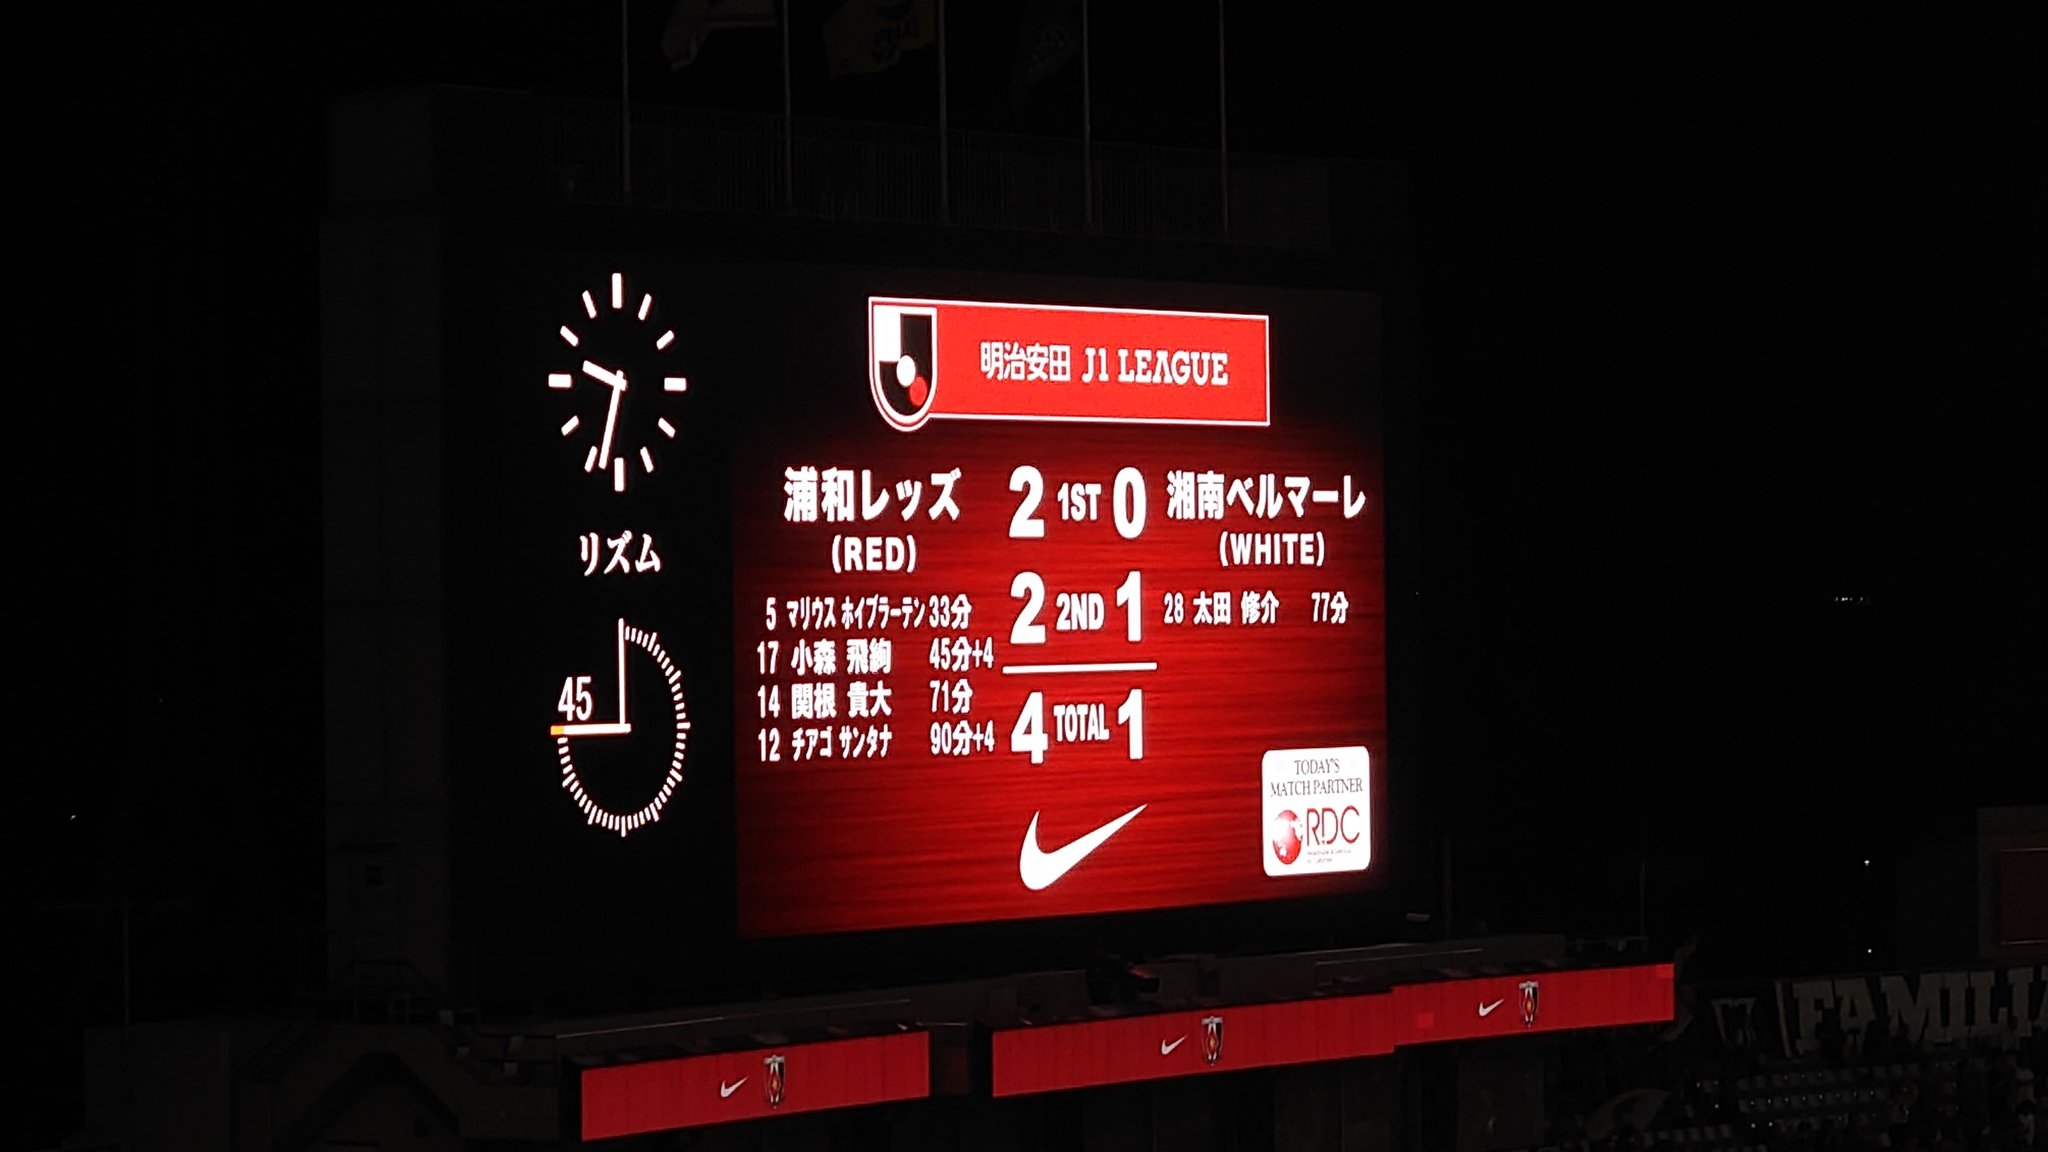 明治安田 J1 LEAGUE
浦和レッズ 2 1ST 0 湘南ベルマーレ
(RED) (WHITE)
2 2ND 1
5 マリウス ホイブラーテン 33分
17 小森 飛絢 45分+4
14 関根 貴大 71分
12 チアゴ サンタナ 90分+4
28 太田 修介 77分
4 TOTAL 1
リズム
45
TODAY'S
MATCH PARTNER
RDC
FAMILIA